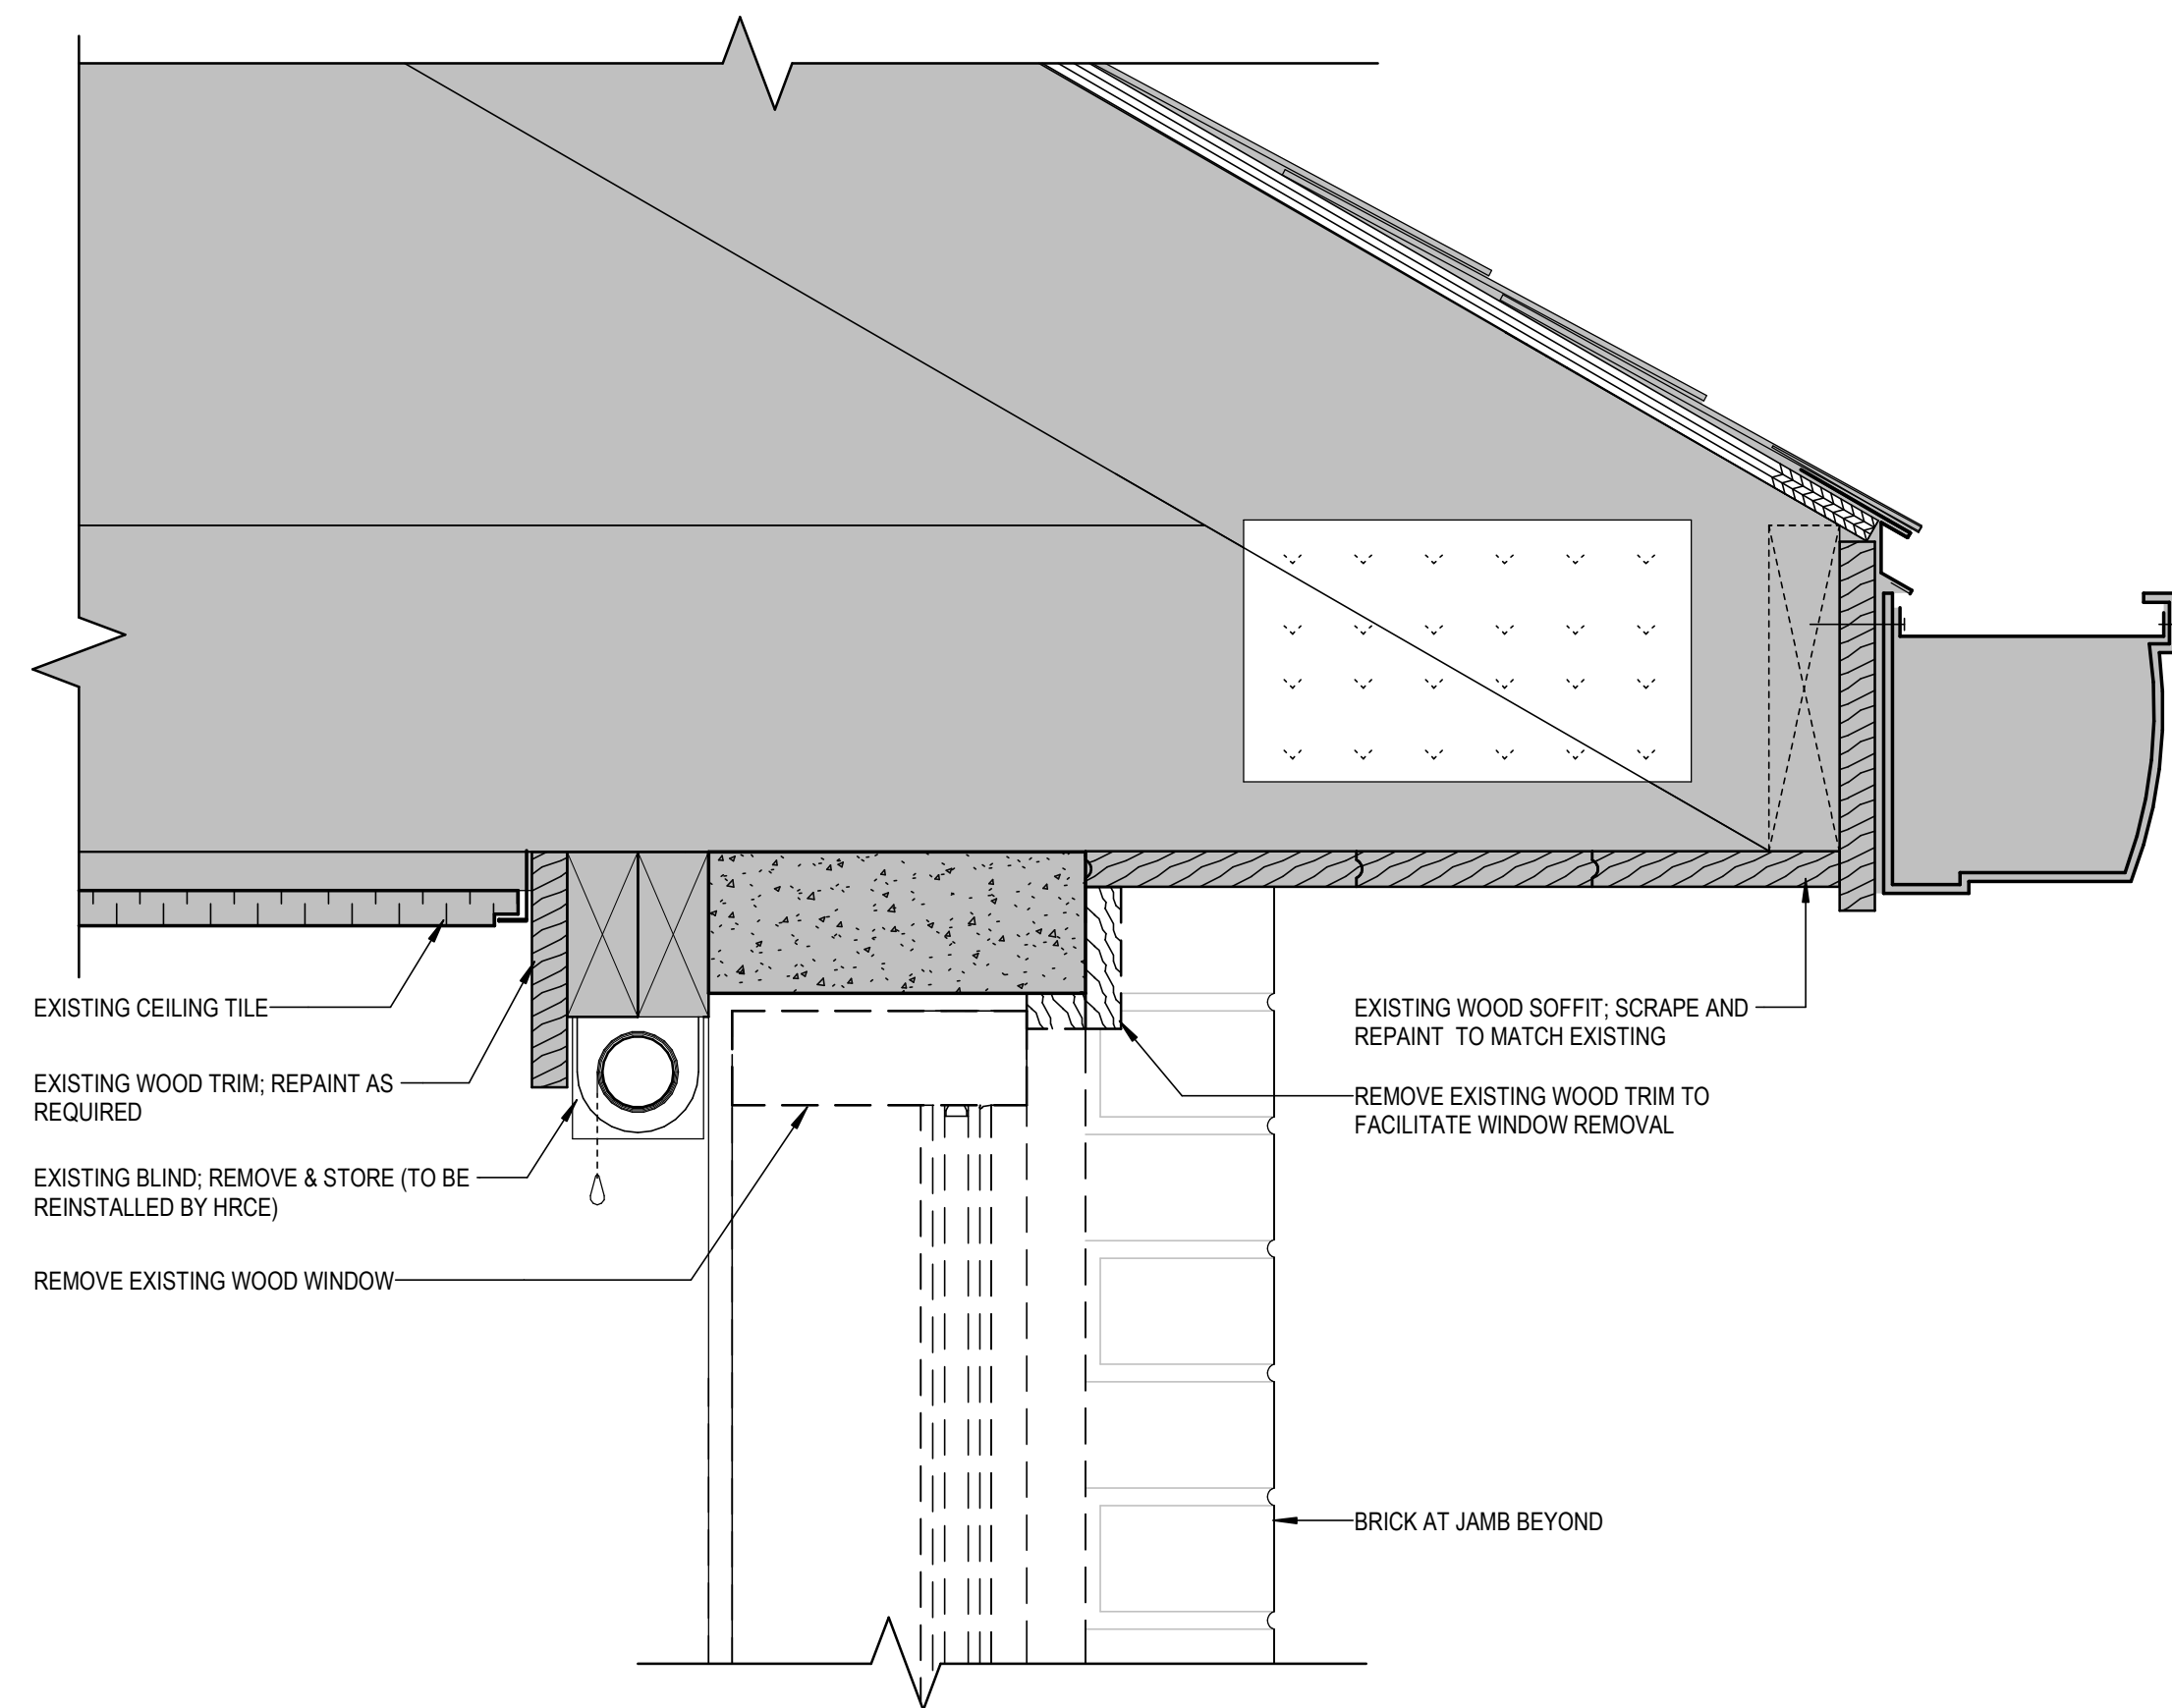 EXISTING CEILING TILE
EXISTING WOOD TRIM; REPAINT AS
REQUIRED
EXISTING BLIND; REMOVE & STORE (TO BE
REINSTALLED BY HRCE)
REMOVE EXISTING WOOD WINDOW
EXISTING WOOD SOFFIT; SCRAPE AND
REPAINT TO MATCH EXISTING
REMOVE EXISTING WOOD TRIM TO
FACILITATE WINDOW REMOVAL
BRICK AT JAMB BEYOND